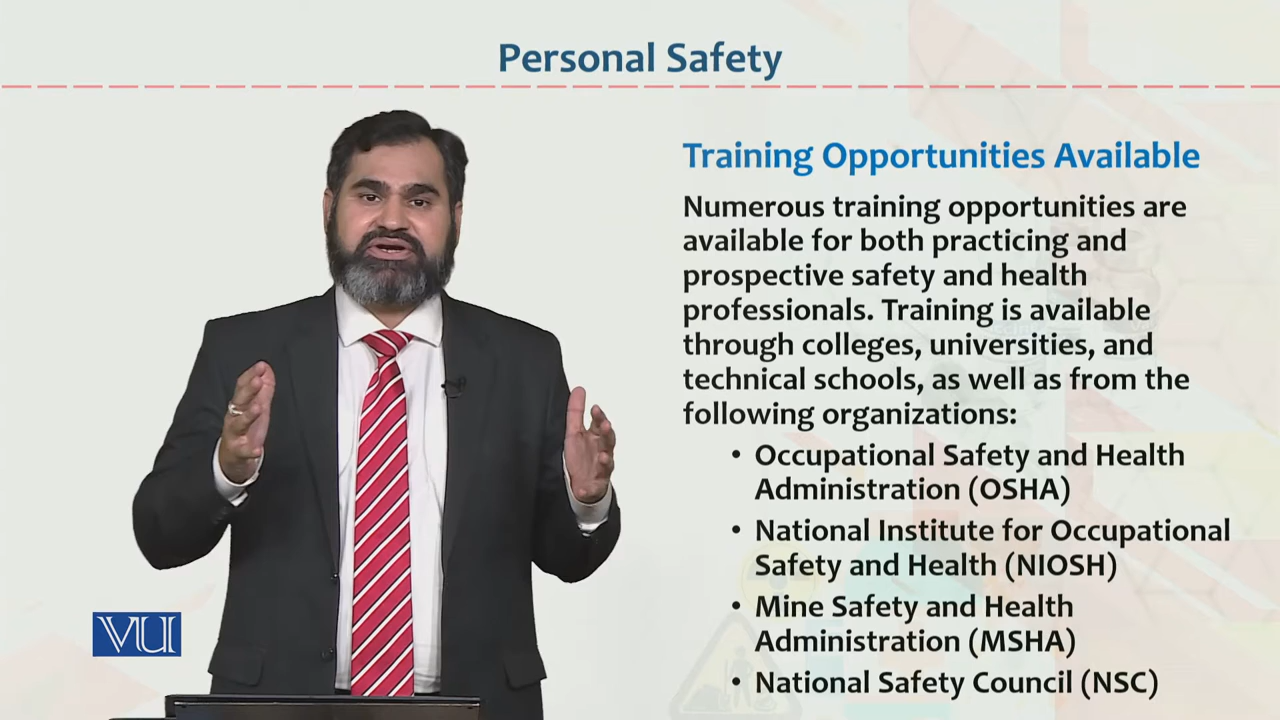 Personal Safety
Training Opportunities Available
Numerous training opportunities are
available for both practicing and
prospective safety and health
professionals. Training is available
through colleges, universities, and
technical schools, as well as from the
following organizations:
• Occupational Safety and Health
Administration (OSHA)
• National Institute for Occupational
Safety and Health (NIOSH)
• Mine Safety and Health
Administration (MSHA)
• National Safety Council (NSC)
VU